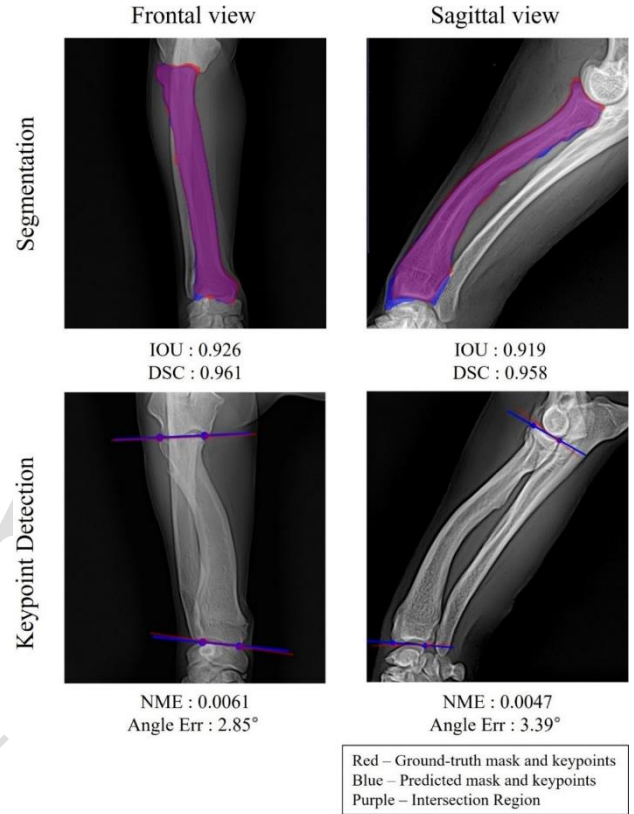 Frontal view
Sagittal view
Segmentation
IOU : 0.926
DSC : 0.961
IOU : 0.919
DSC : 0.958
Keypoint Detection
NME : 0.0061
Angle Err : 2.85°
NME : 0.0047
Angle Err : 3.39°
Red – Ground-truth mask and keypoints
Blue – Predicted mask and keypoints
Purple – Intersection Region